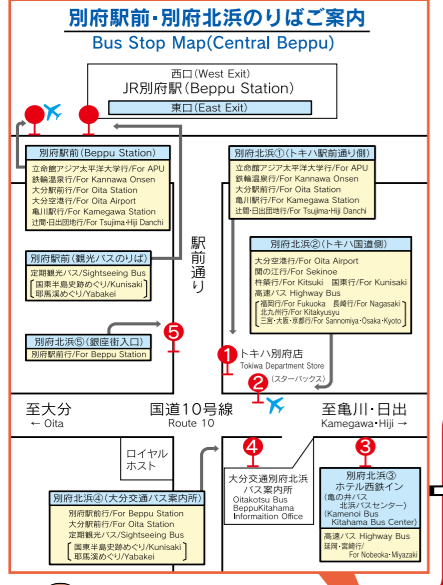 別府駅前・別府北浜のりばご案内
Bus Stop Map(Central Beppu)
西口(West Exit)
JR別府駅(Beppu Station)
東口(East Exit)
別府駅前(Beppu Station)
立命館アジア太平洋大学行/For APU
鉄輪温泉行/For Kannawa Onsen
大分駅前行/For Oita Station
大分空港行/For Oita Airport
亀川駅行/For Kamegawa Station
辻間・日出団地行/For Tsujima・Hiji Danchi
別府駅前(観光バスのりば)
定期観光バス/Sightseeing Bus
国東半島史跡めぐり/Kunisaki
耶馬溪めぐり/Yabakei
別府北浜⑤(銀座街入口)
別府駅前行/For Beppu Station
駅前通り
別府北浜①(トキハ駅前通り側)
立命館アジア太平洋大学行/For APU
鉄輪温泉行/For Kannawa Onsen
大分駅前行/For Oita Station
亀川駅行/For Kamegawa Station
辻間・日出団地行/For Tsujima・Hiji Danchi
別府北浜②(トキハ国道側)
大分空港行/For Oita Airport
関の江行/For Sekinoe
杵築行/For Kitsuki 国東行/For Kunisaki
高速バス Highway Bus
福岡行/For Fukuoka 長崎行/For Nagasaki
北九州行/For Kitakyusyu
三宮・大阪・京都行/For Sannomiya・Osaka・Kyoto
5
1
トキハ別府店
Tokiwa Department Store
2
(スターバックス)
至大分
← Oita
国道10号線
Route 10
至亀川・日出
Kamegawa・Hiji →
ロイヤル
ホスト
4
大分交通別府北浜
バス案内所
Oitakotsu Bus
BeppuKitahama
Informaition Office
3
別府北浜③
ホテル西鉄イン
(亀の井バス
北浜バスセンター)
(Kamenoi Bus
Kitahama Bus Center)
高速バス Highway Bus
延岡・宮崎行/
For Nobeoka・Miyazaki
別府北浜④(大分交通バス案内所)
別府駅前行/For Beppu Station
大分駅前行/For Oita Station
定期観光バス/Sightseeing Bus
国東半島史跡めぐり/Kunisaki
耶馬溪めぐり/Yabakei